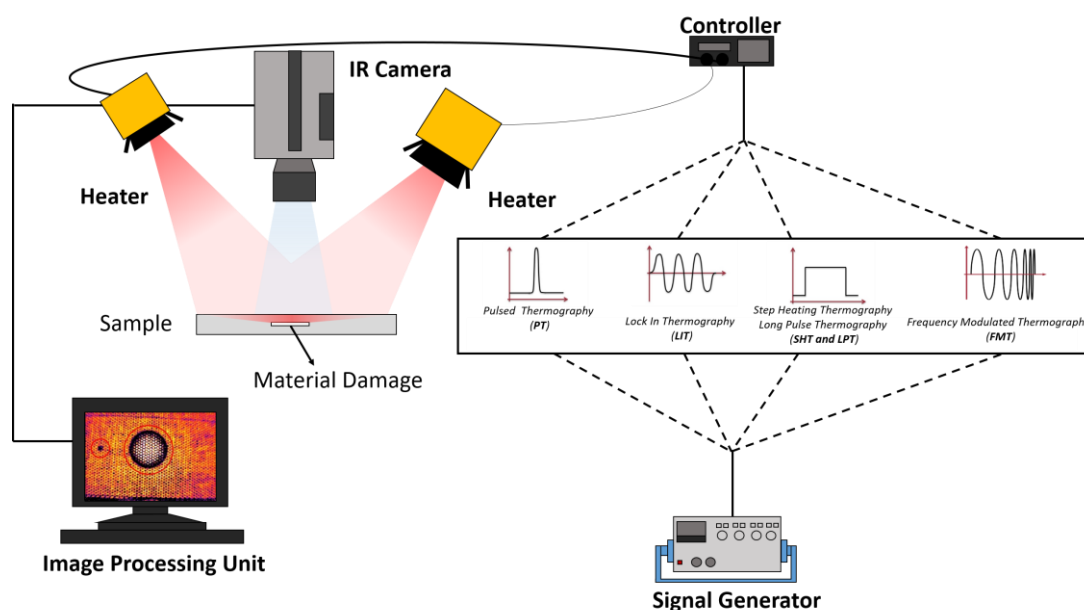 Controller
IR Camera
Heater
Heater
Sample
Material Damage
Pulsed Thermography
(PT)
Lock In Thermography
(LIT)
Step Heating Thermography
Long Pulse Thermography
(SHT and LPT)
Frequency Modulated Thermography
(FMT)
Image Processing Unit
Signal Generator